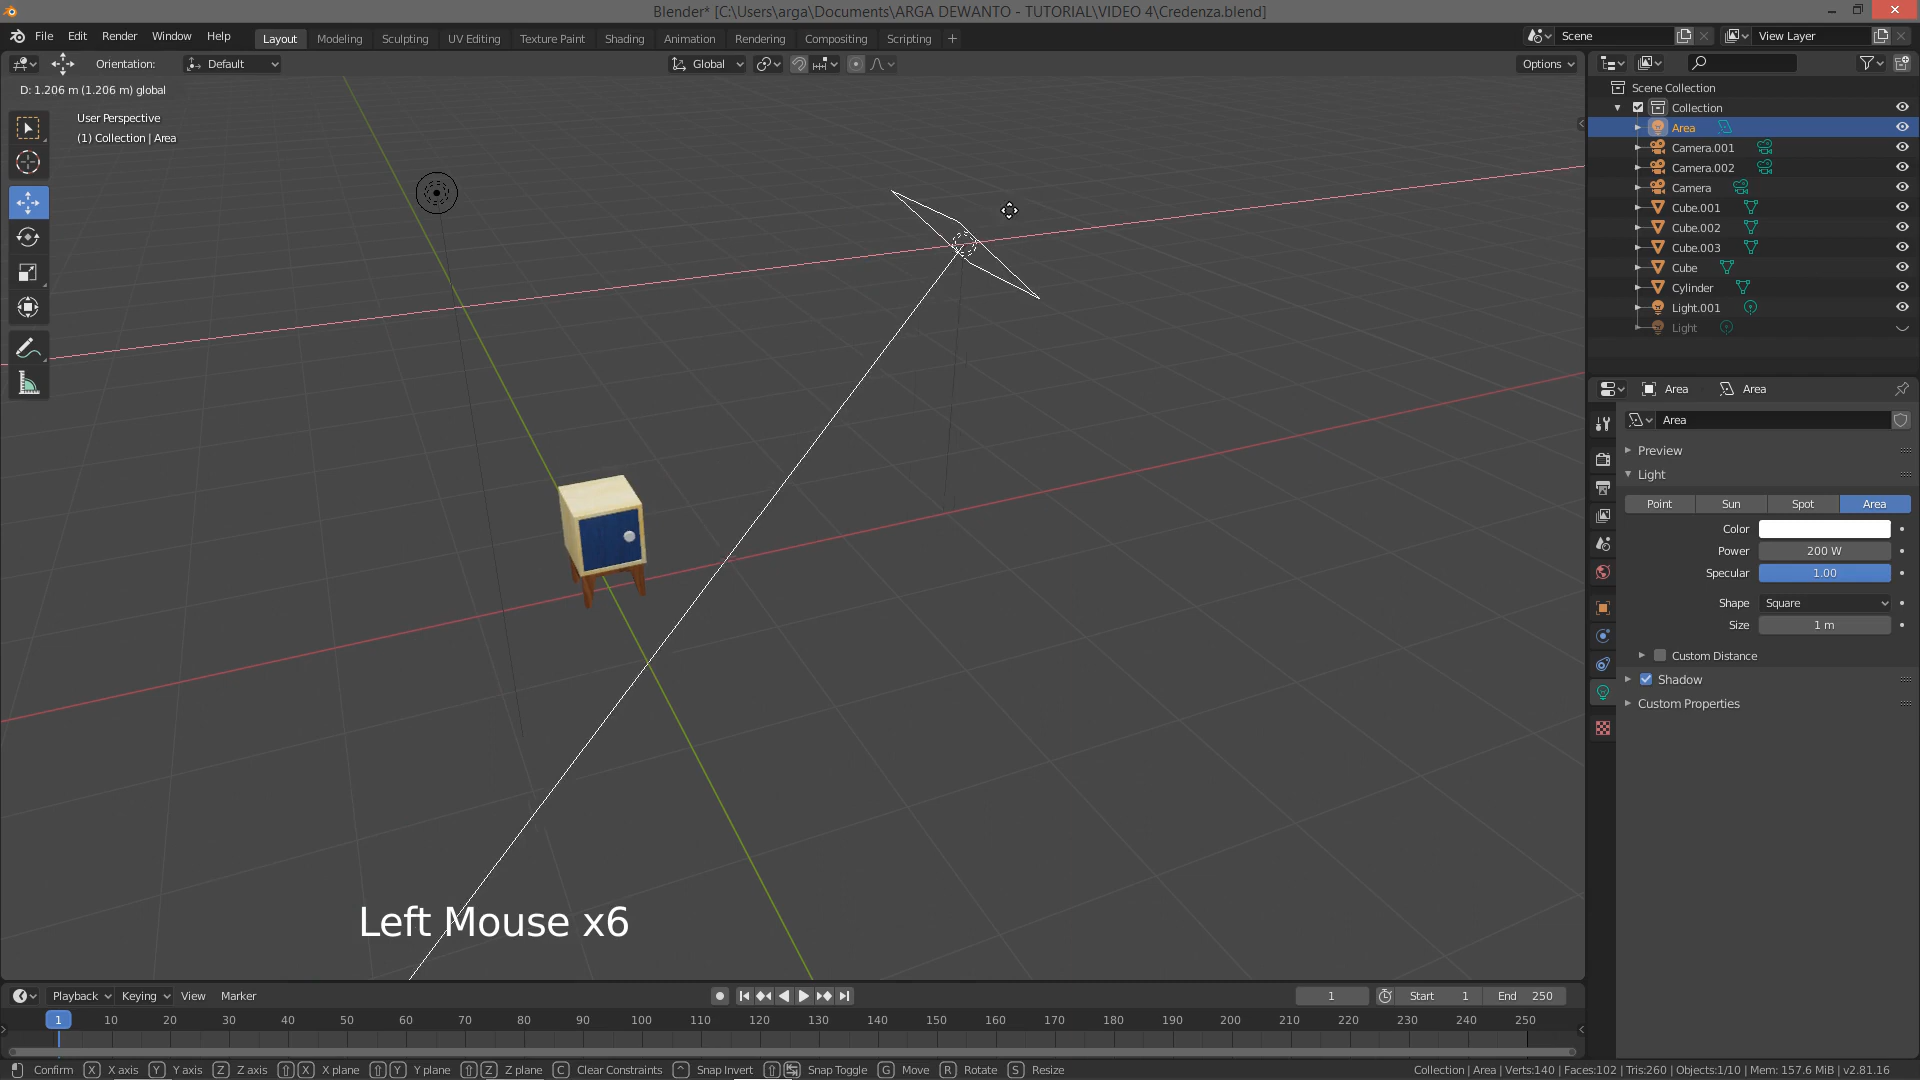 Blender* [C:\Users\arga\Documents\ARGA DEWANTO - TUTORIAL\VIDEO 4\Credenza.blend]
File Edit Render Window Help Layout Modeling Sculpting UV Editing Texture Paint Shading Animation Rendering Compositing Scripting + Scene View Layer
Orientation: Default Global Options
D: 1.206 m (1.206 m) global
User Perspective
(1) Collection | Area
Scene Collection
Collection
Area
Camera.001
Camera.002
Camera
Cube.001
Cube.002
Cube.003
Cube
Cylinder
Light.001
Light
Area Area
Area
Preview
Light
Point Sun Spot Area
Color
Power 200 W
Specular 1.00
Shape Square
Size 1 m
Custom Distance
Shadow
Custom Properties
Left Mouse x6
Playback Keying View Marker 1 Start 1 End 250
1 10 20 30 40 50 60 70 80 90 100 110 120 130 140 150 160 170 180 190 200 210 220 230 240 250
Confirm X X axis Y Y axis Z Z axis X X plane Y Y plane Z Z plane C Clear Constraints ^ Snap Invert Snap Toggle G Move R Rotate S Resize Collection | Area | Verts:140 | Faces:102 | Tris:260 | Objects:1/10 | Mem: 157.6 MiB | v2.81.16